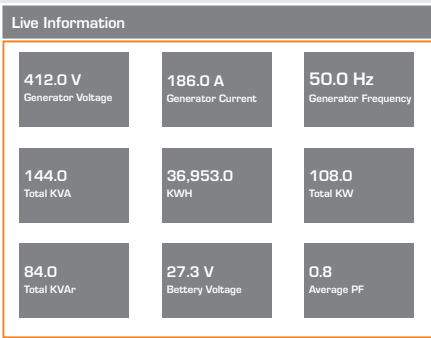 Live Information
412.0 V
Generator Voltage
186.0 A
Generator Current
50.0 Hz
Generator Frequency
144.0
Total KVA
36,953.0
KWH
108.0
Total KW
84.0
Total KVAr
27.3 V
Bettery Voltage
0.8
Average PF